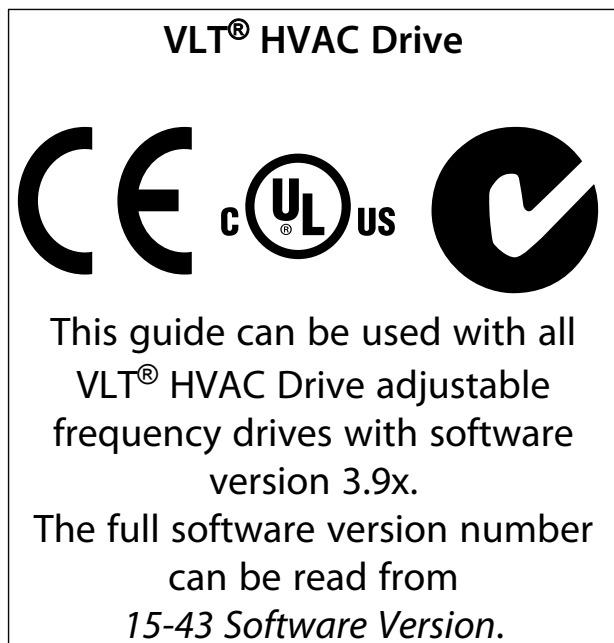 VLT® HVAC Drive
CE c UL® US
This guide can be used with all
VLT® HVAC Drive adjustable
frequency drives with software
version 3.9x.
The full software version number
can be read from
15-43 Software Version.